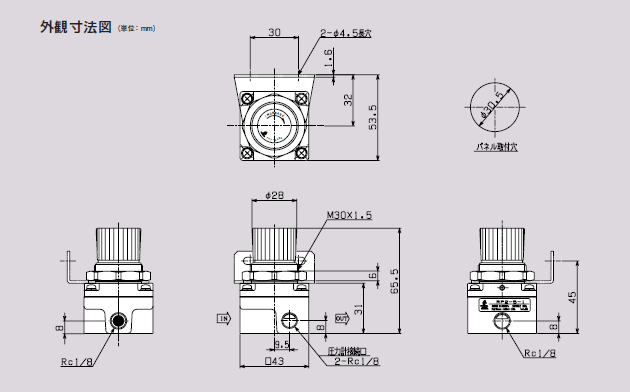 外観寸法図 (単位：mm)
30
2-φ4.5長穴
1.6
32
53.5
φ30.5
パネル取付穴
φ28
M30×1.5
6
65.5
31
8
IN
OUT
9.5
□43
圧力計接続口
2-Rc1/8
8
Rc1/8
45
8
Rc1/8